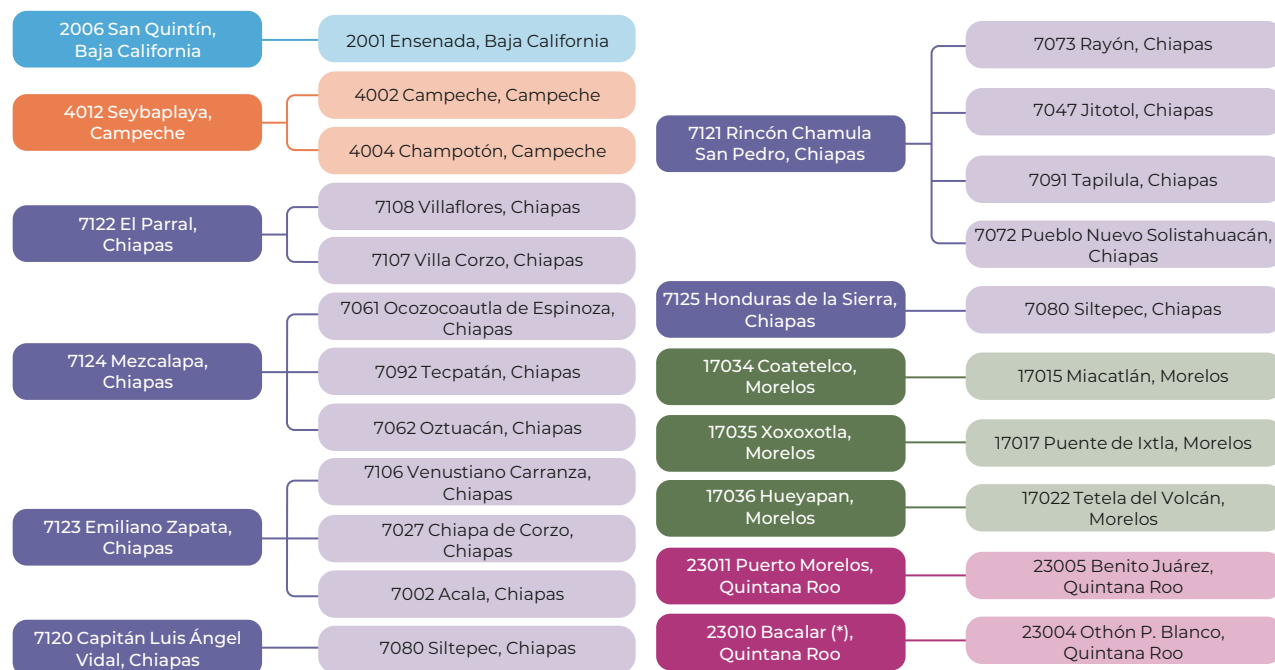 2006 San Quintín,
Baja California
2001 Ensenada, Baja California
4012 Seybaplaya,
Campeche
4002 Campeche, Campeche
4004 Champotón, Campeche
7122 El Parral,
Chiapas
7108 Villaflores, Chiapas
7107 Villa Corzo, Chiapas
7124 Mezcalapa,
Chiapas
7061 Ocozocoautla de Espinoza,
Chiapas
7092 Tecpatán, Chiapas
7062 Oztuacán, Chiapas
7123 Emiliano Zapata,
Chiapas
7106 Venustiano Carranza,
Chiapas
7027 Chiapa de Corzo,
Chiapas
7002 Acala, Chiapas
7120 Capitán Luis Ángel
Vidal, Chiapas
7080 Siltepec, Chiapas
7121 Rincón Chamula
San Pedro, Chiapas
7073 Rayón, Chiapas
7047 Jitotol, Chiapas
7091 Tapilula, Chiapas
7072 Pueblo Nuevo Solistahuacán,
Chiapas
7125 Honduras de la Sierra,
Chiapas
7080 Siltepec, Chiapas
17034 Coatetelco,
Morelos
17015 Miacatlán, Morelos
17035 Xoxoxotla,
Morelos
17017 Puente de Ixtla, Morelos
17036 Hueyapan,
Morelos
17022 Tetela del Volcán,
Morelos
23011 Puerto Morelos,
Quintana Roo
23005 Benito Juárez,
Quintana Roo
23010 Bacalar (*),
Quintana Roo
23004 Othón P. Blanco,
Quintana Roo